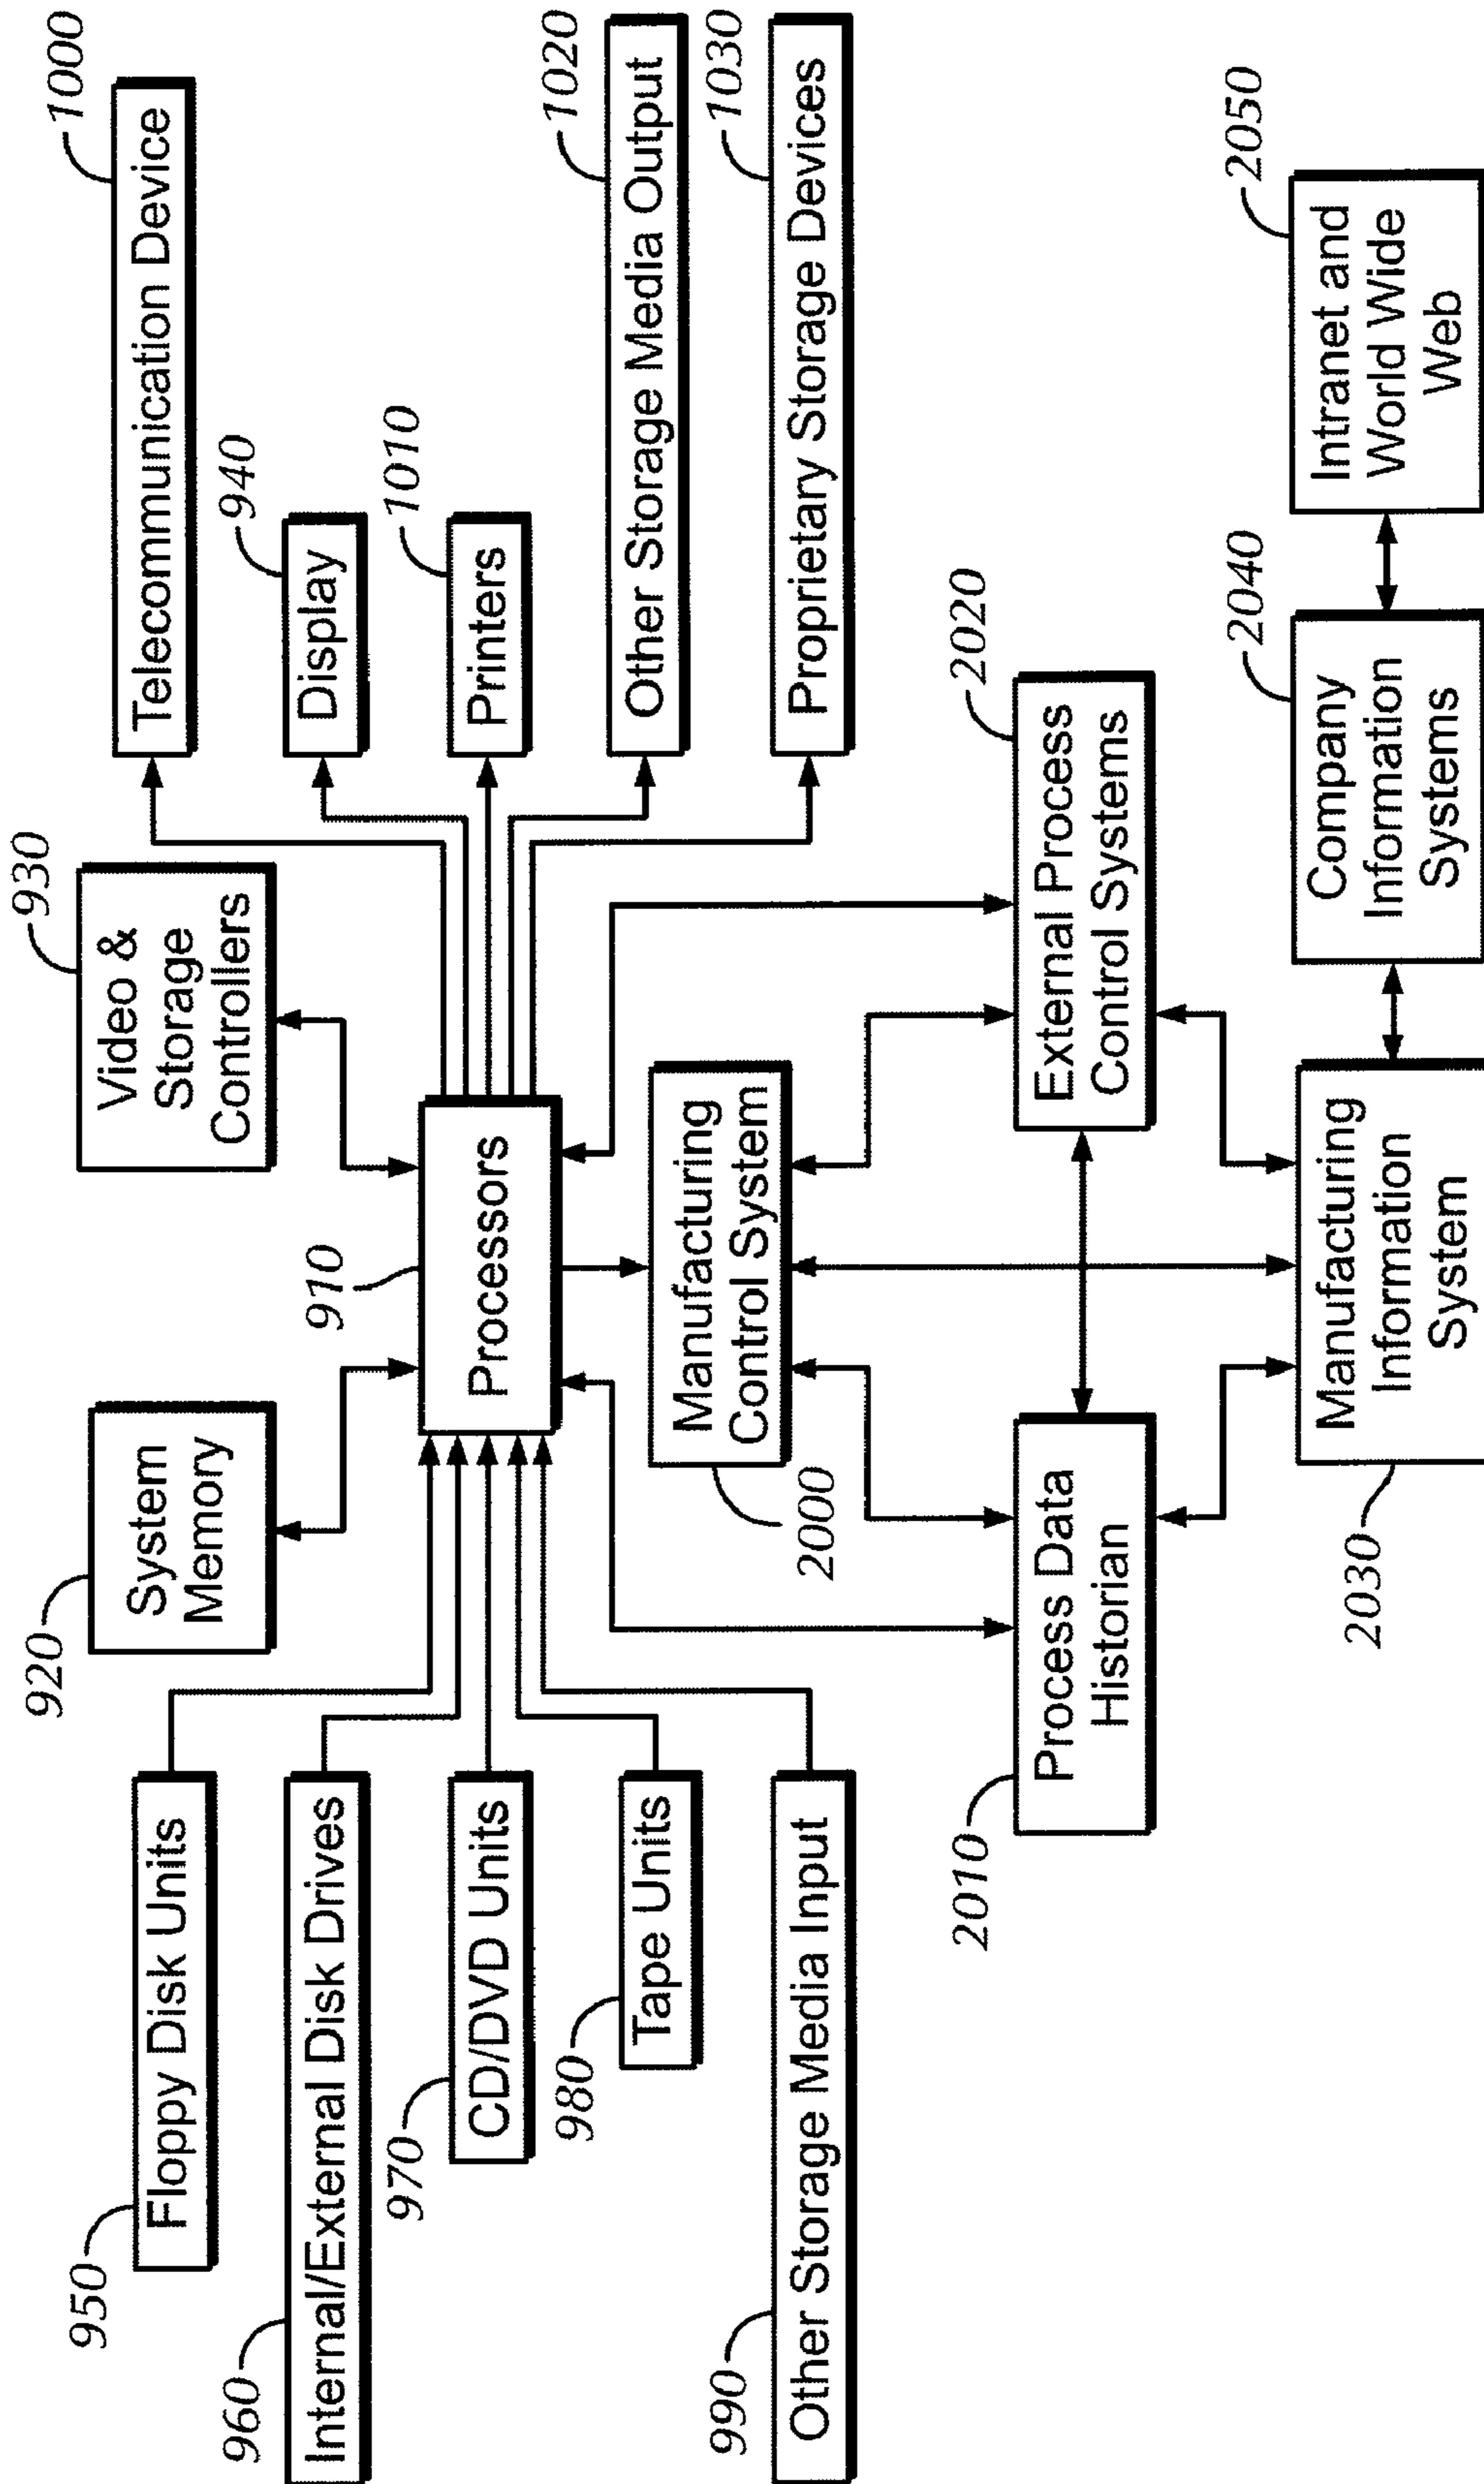 950
Floppy Disk Units
960
Internal/External Disk Drives
970
CD/DVD Units
980
Tape Units
990
Other Storage Media Input
920
System
Memory
930
Video &
Storage
Controllers
910
Processors
1000
Telecommunication Device
940
Display
1010
Printers
1020
Other Storage Media Output
1030
Proprietary Storage Devices
2000
Manufacturing
Control System
2010
Process Data
Historian
2020
External Process
Control Systems
2030
Manufacturing
Information
System
2040
Company
Information
Systems
2050
Intranet and
World Wide
Web